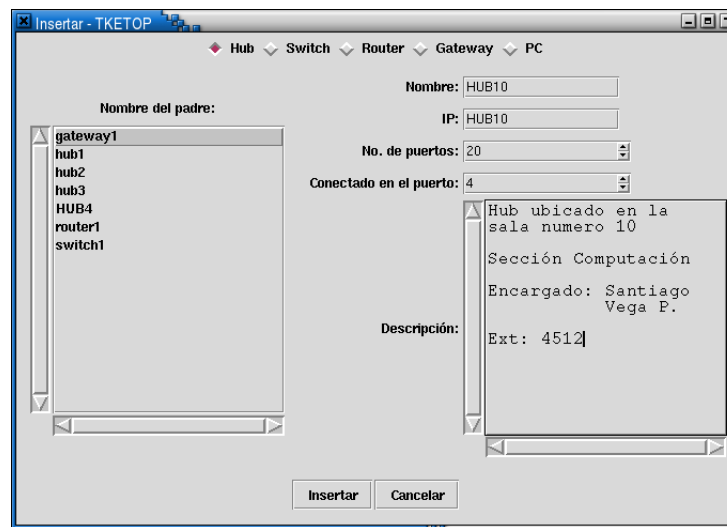 Insertar - TKETOP
Hub Switch Router Gateway PC
Nombre: HUB10
IP: HUB10
No. de puertos: 20
Conectado en el puerto: 4
Nombre del padre:
gateway1
hub1
hub2
hub3
HUB4
router1
switch1
Descripción:
Hub ubicado en la
sala numero 10
Sección Computación
Encargado: Santiago
Vega P.
Ext: 4512
Insertar Cancelar